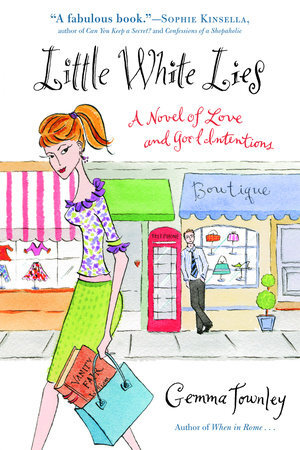 "A fabulous book."—SOPHIE KINSELLA,
author of Can You Keep a Secret? and Confessions of a Shopaholic
Little White Lies
A Novel of Love
and Good Intentions
Boutique
TELEPHONE
VANITY
FAIR
Gemma Townley
Author of When in Rome . . .